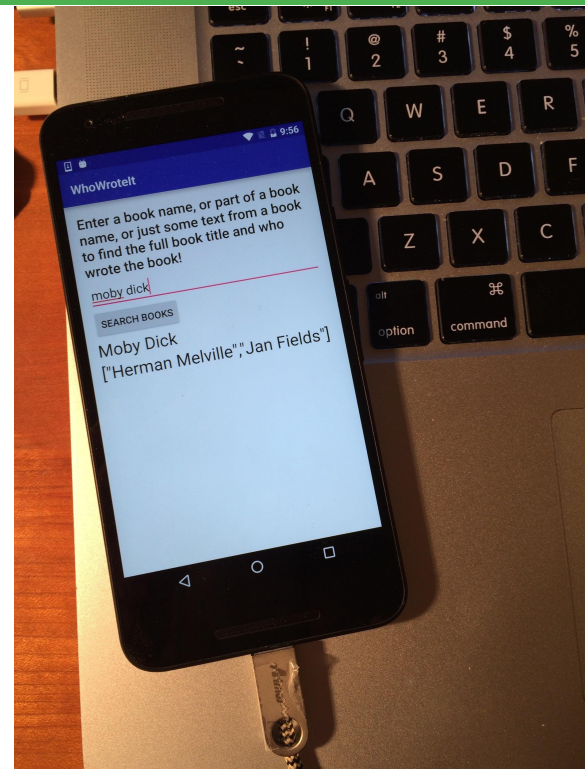 esc
~
`
!
1
@
2
#
3
$
4
%
5
Q
W
E
R
A
S
D
F
Z
X
C
alt
option
⌘
command
9:56
WhoWroteIt
Enter a book name, or part of a book
name, or just some text from a book
to find the full book title and who
wrote the book!
moby dick
SEARCH BOOKS
Moby Dick
["Herman Melville","Jan Fields"]